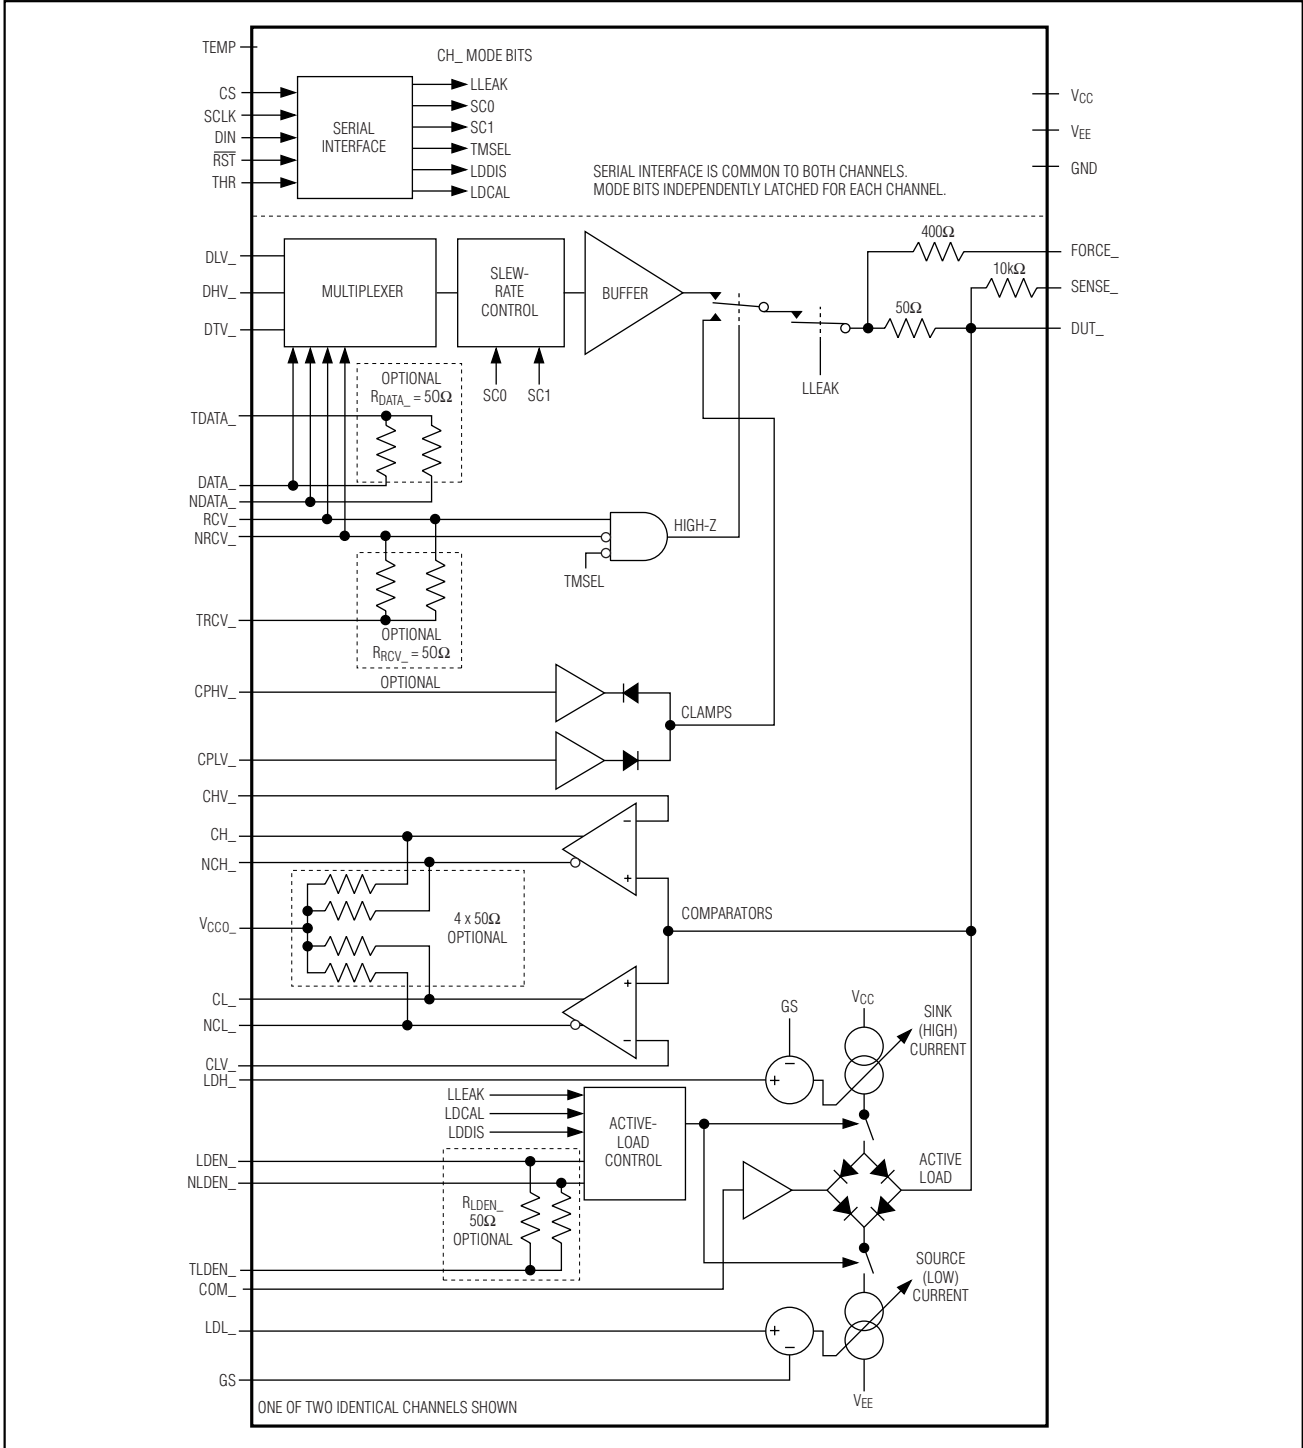 TEMP
CH_ MODE BITS
CS
SCLK
DIN
RST
THR
SERIAL
INTERFACE
LLEAK
SC0
SC1
TMSEL
LDDIS
LDCAL
VCC
VEE
GND
SERIAL INTERFACE IS COMMON TO BOTH CHANNELS.
MODE BITS INDEPENDENTLY LATCHED FOR EACH CHANNEL.
DLV_
DHV_
DTV_
MULTIPLEXER
SLEW-
RATE
CONTROL
BUFFER
400Ω
FORCE_
10kΩ
SENSE_
50Ω
DUT_
LLEAK
SC0
SC1
OPTIONAL
RDATA_ = 50Ω
TDATA_
DATA_
NDATA_
RCV_
NRCV_
HIGH-Z
TMSEL
TRCV_
OPTIONAL
RRCV_ = 50Ω
OPTIONAL
CPHV_
CLAMPS
CPLV_
CHV_
CH_
NCH_
−
+
VCCO_
4 x 50Ω
OPTIONAL
COMPARATORS
CL_
NCL_
+
−
CLV_
LDH_
GS
−
+
VCC
SINK
(HIGH)
CURRENT
LLEAK
LDCAL
LDDIS
ACTIVE-
LOAD
CONTROL
LDEN_
NLDEN_
RLDEN_
50Ω
OPTIONAL
ACTIVE
LOAD
TLDEN_
COM_
SOURCE
(LOW)
CURRENT
LDL_
+
−
GS
VEE
ONE OF TWO IDENTICAL CHANNELS SHOWN